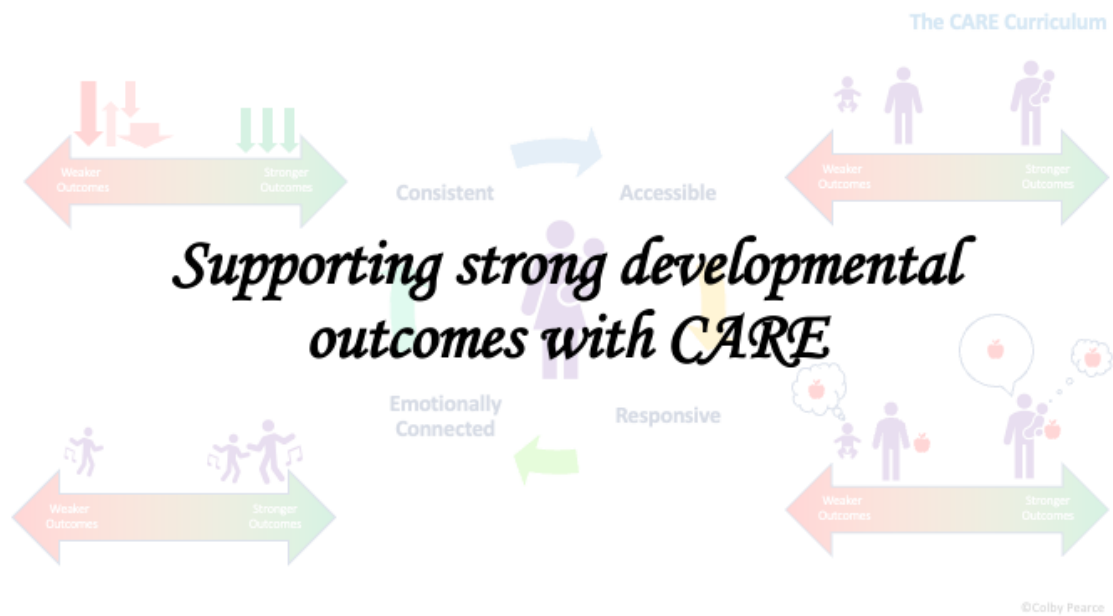 The CARE Curriculum
Weaker
Outcomes
Stronger
Outcomes
Weaker
Outcomes
Stronger
Outcomes
Consistent
Accessible
Supporting strong developmental
outcomes with CARE
Emotionally
Connected
Responsive
Weaker
Outcomes
Stronger
Outcomes
Weaker
Outcomes
Stronger
Outcomes
©Colby Pearce